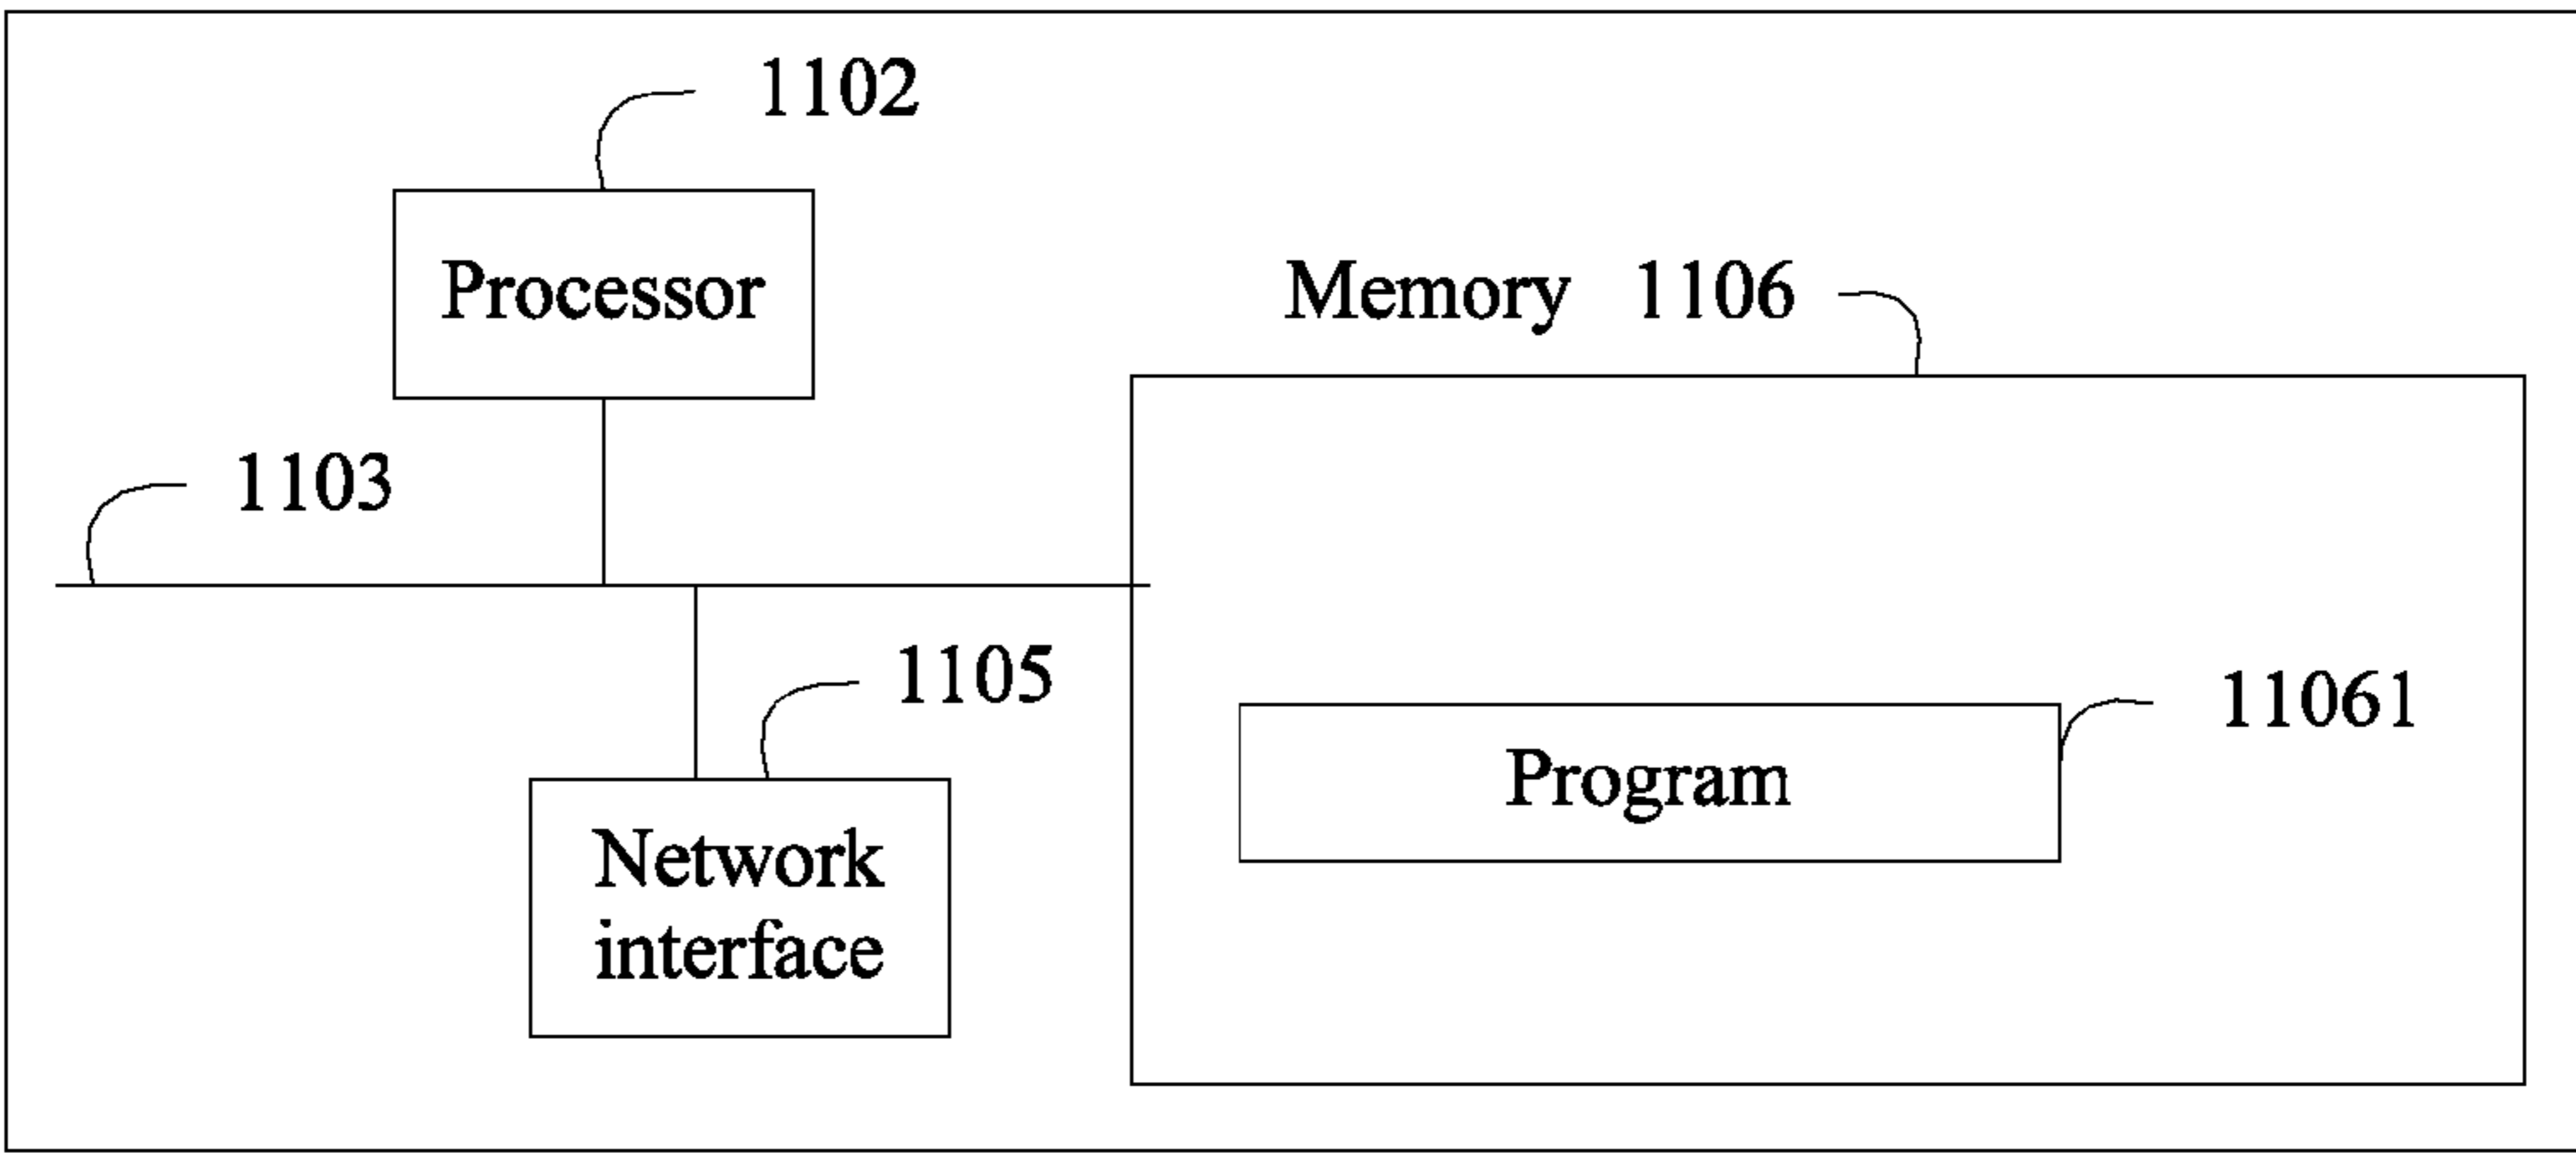 1102
Processor
Memory 1106
1103
1105
11061
Program
Network
interface